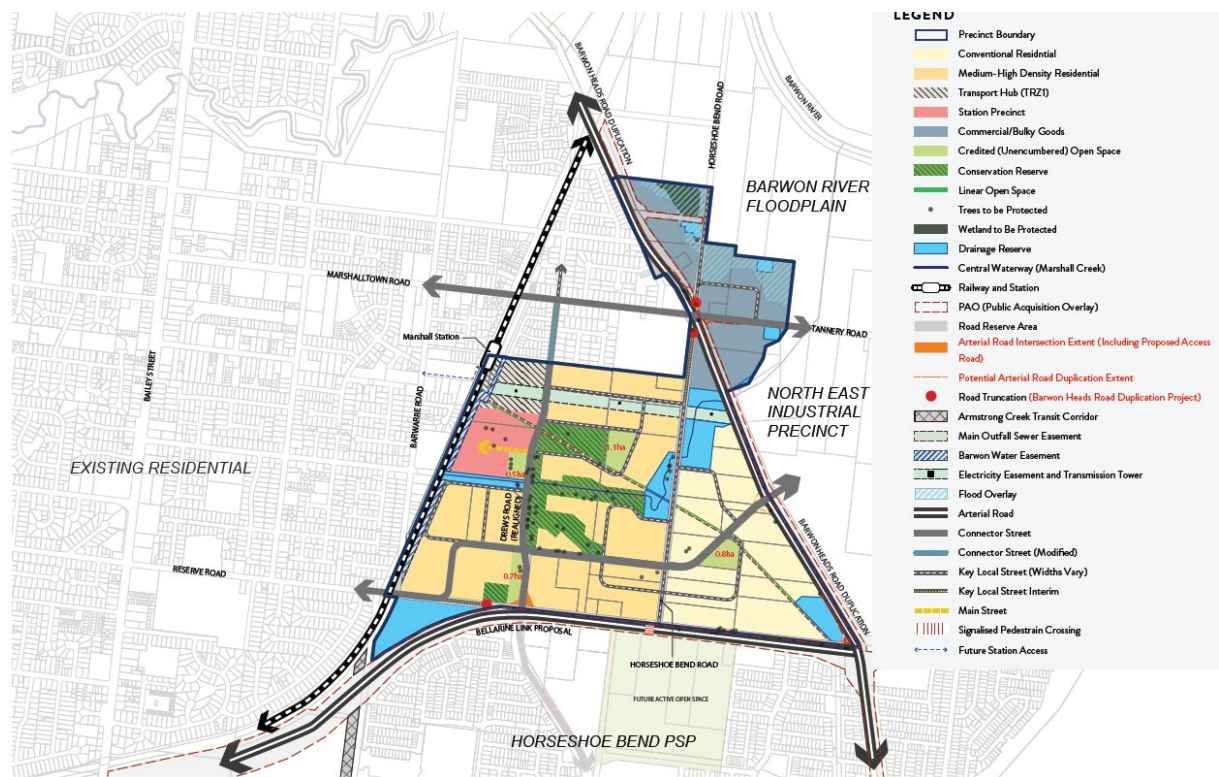 LEGEND
Precinct Boundary
Conventional Residntial
Medium- High Density Residential
Transport Hub (TRZ1)
Station Precinct
Commercial/Bulky Goods
Credited (Unencumbered) Open Space
Conservation Reserve
Linear Open Space
Trees to be Protected
Wetland to Be Protected
Drainage Reserve
Central Waterway (Marshall Creek)
Railway and Station
PAO (Public Acquisition Overlay)
Road Reserve Area
Arterial Road Intersection Extent (Including Proposed Access
Road)
Potential Arterial Road Duplication Extent
Road Truncation (Barwon Heads Road Duplication Project)
Armstrong Creek Transit Corridor
Main Outfall Sewer Easement
Barwon Water Easement
Electricity Easement and Transmission Tower
Flood Overlay
Arterial Road
Connector Street
Connector Street (Modified)
Key Local Street (Widths Vary)
Key Local Street Interim
Main Street
Signalised Pedestrain Crossing
Future Station Access
BARWON HEADS ROAD DUPLICATION
HORSESHOE BEND ROAD
BARWON RIVER
BARWON RIVER
FLOODPLAIN
MARSHALLTOWN ROAD
TANNERY ROAD
Marshall Station
BAILEY STREET
BARWARRE ROAD
NORTH EAST
INDUSTRIAL
PRECINCT
EXISTING RESIDENTIAL
1.1ha
0.5ha
DREWS ROAD
(REALIGNED)
0.8ha
0.7ha
RESERVE ROAD
BARWON HEADS ROAD DUPLICATION
BELLARINE LINK PROPOSAL
HORSESHOE BEND ROAD
FUTURE ACTIVE OPEN SPACE
HORSESHOE BEND PSP